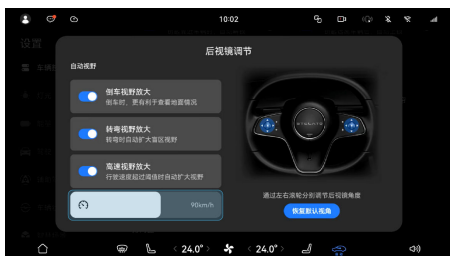 10:02
设置
后视镜调节
自动视野
倒车视野放大
倒车时，更有利于查看地面情况
转弯视野放大
转弯时自动扩大盲区视野
高速视野放大
行驶速度超过阈值时自动扩大视野
90km/h
通过左右滚轮分别调节后视镜角度
恢复默认视角
24.0°
24.0°